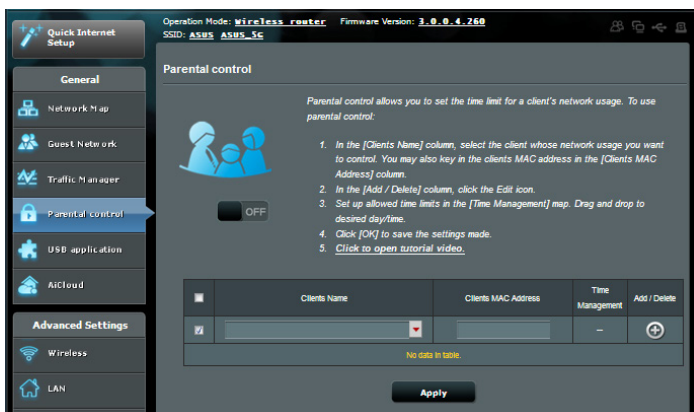 Quick Internet
Setup
Operation Mode: Wireless router Firmware Version: 3.0.0.4.260
SSID: ASUS ASUS_5G
General
Network Map
Guest Network
Traffic Manager
Parental control
USB application
AiCloud
Advanced Settings
Wireless
LAN
Parental control
Parental control allows you to set the time limit for a client's network usage. To use
parental control:
1. In the [Clients Name] column, select the client whose network usage you want
to control. You may also key in the clients MAC address in the [Clients MAC
Address] column.
2. In the [Add / Delete] column, click the Edit icon.
3. Set up allowed time limits in the [Time Management] map. Drag and drop to
desired day/time.
4. Click [OK] to save the settings made.
5. Click to open tutorial video.
OFF
Clients Name Clients MAC Address Time Management Add / Delete
–
No data in table.
Apply